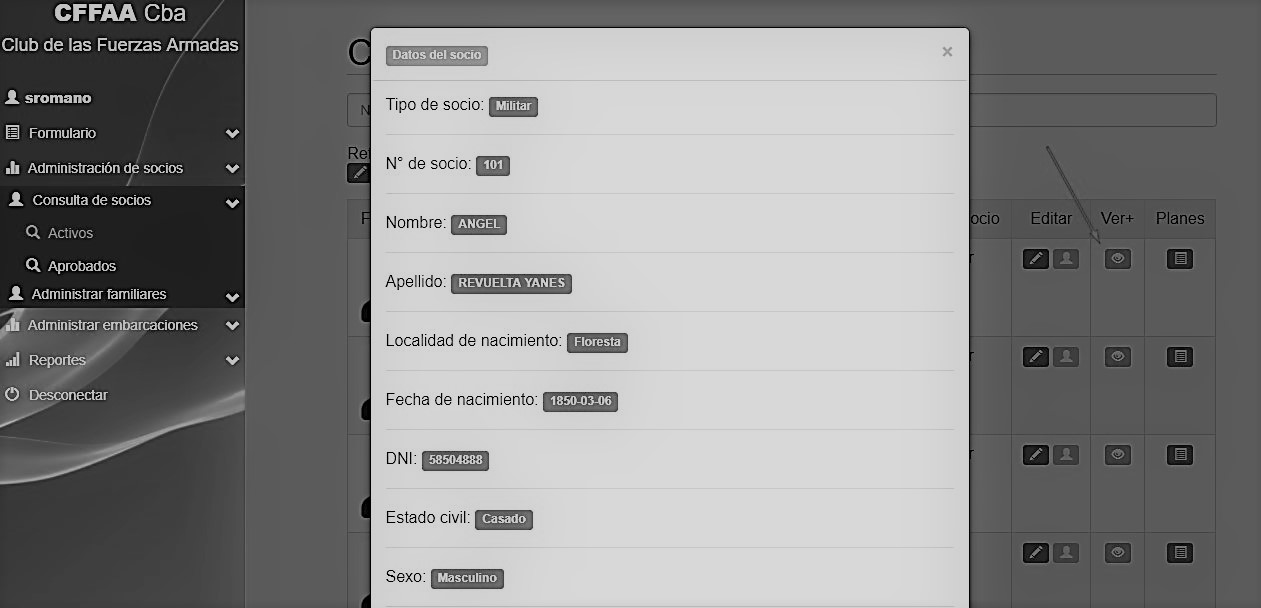 CFFAA Cba
Club de las Fuerzas Armadas
sromano
Formulario
Administración de socios
Consulta de socios
Activos
Aprobados
Administrar familiares
Administrar embarcaciones
Reportes
Desconectar
Datos del socio ×
Tipo de socio: Militar
N° de socio: 101
Nombre: ANGEL
Apellido: REVUELTA YANES
Localidad de nacimiento: Floresta
Fecha de nacimiento: 1850-03-06
DNI: 58504888
Estado civil: Casado
Sexo: Masculino
C
N
Ref
F ocio Editar Ver+ Planes
r
r
r